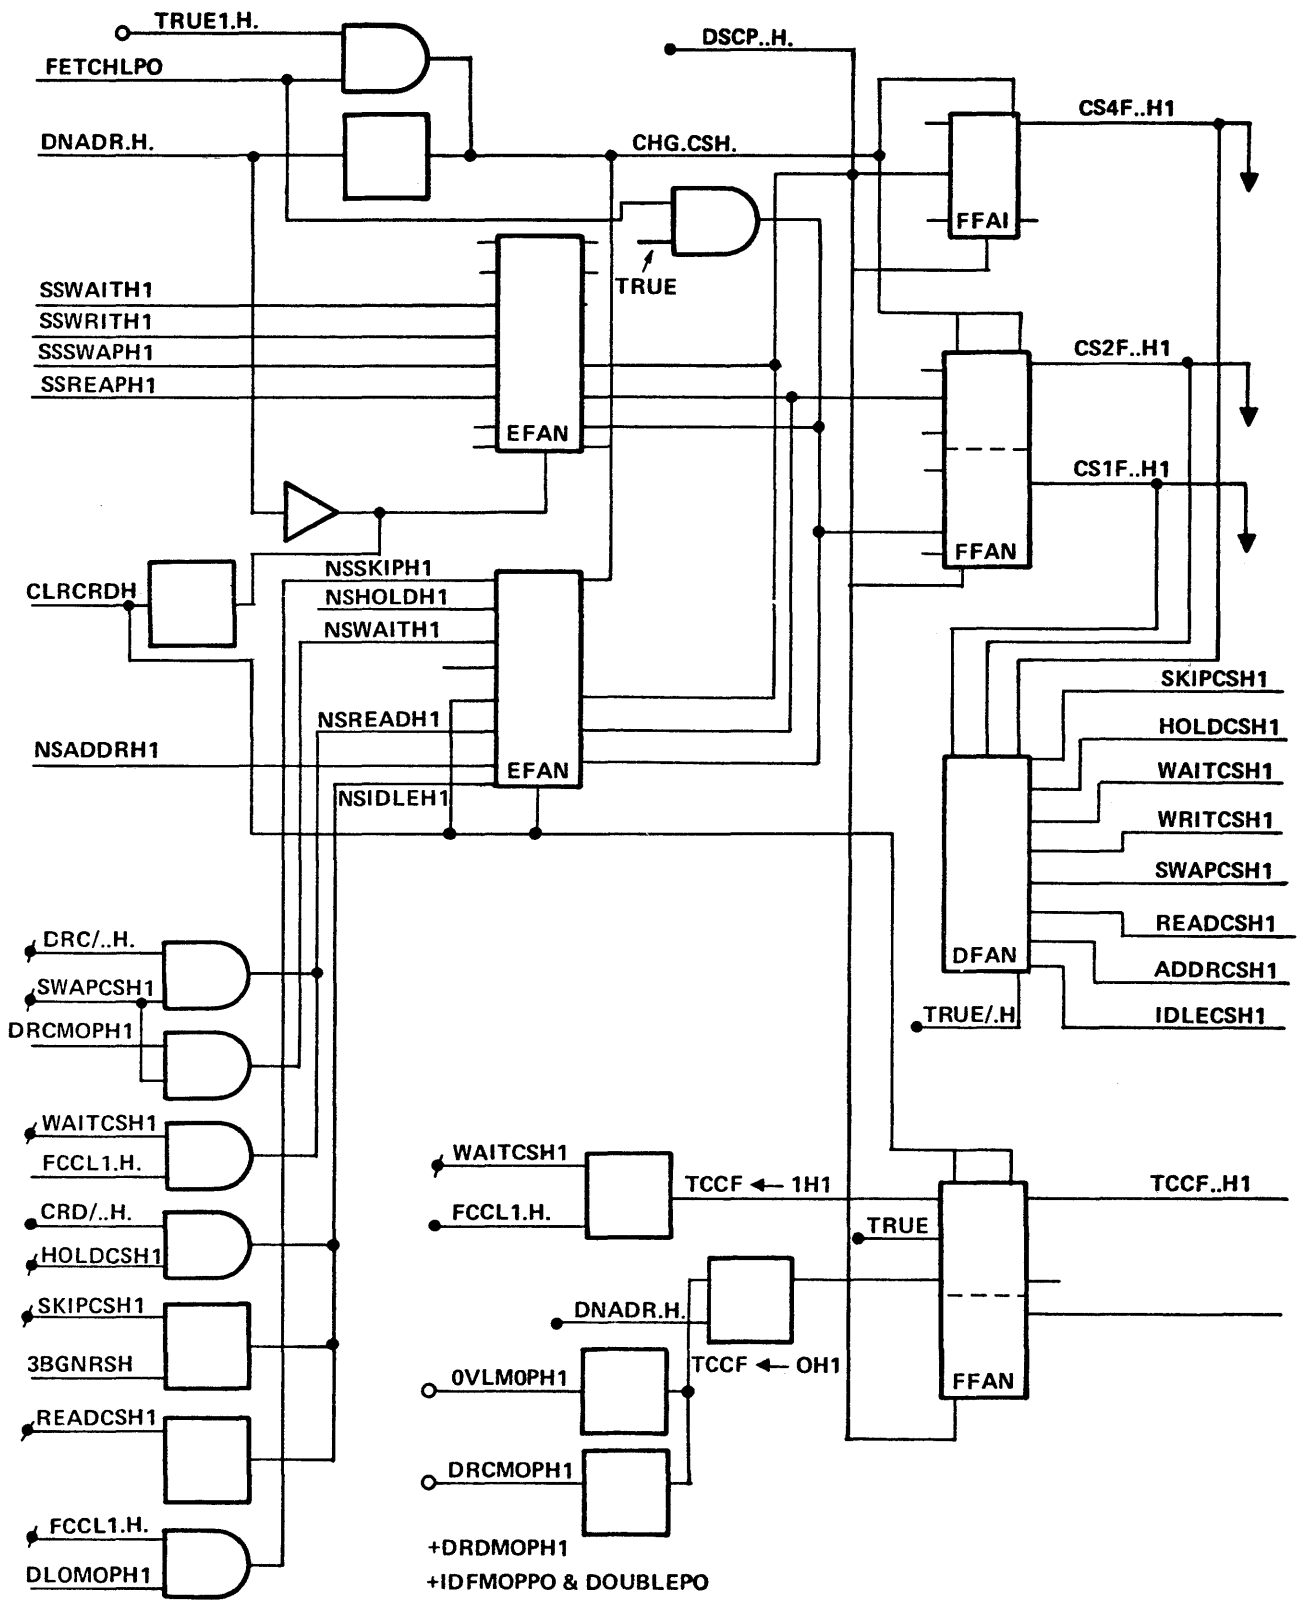 TRUE1.H.
DSCP..H.
FETCHLPO
CS4F..H1
DNADR.H.
CHG.CSH.
FFAI
TRUE
SSWAITH1
SSWRITH1
SSSWAPH1
SSREAPH1
CS2F..H1
EFAN
CS1F..H1
FFAN
NSSKIPH1
CLRCRDH
NSHOLDH1
NSWAITH1
SKIPCSH1
NSREADH1
HOLDCSH1
NSADDRH1
EFAN
WAITCSH1
NSIDLEH1
WRITCSH1
SWAPCSH1
READCSH1
DRC/..H.
DFAN
ADDRCSH1
SWAPCSH1
TRUE/.H.
IDLECSH1
DRCMOPH1
WAITCSH1
WAITCSH1
FCCL1.H.
TCCF ← 1H1
TCCF..H1
CRD/..H.
FCCL1.H.
TRUE
HOLDCSH1
SKIPCSH1
DNADR.H.
3BGNRSH
TCCF ← OH1
0VLM0PH1
FFAN
READCSH1
DRCMOPH1
FCCL1.H.
+DRDMOPH1
DLOMOPH1
+IDFMOPPO & DOUBLEPO